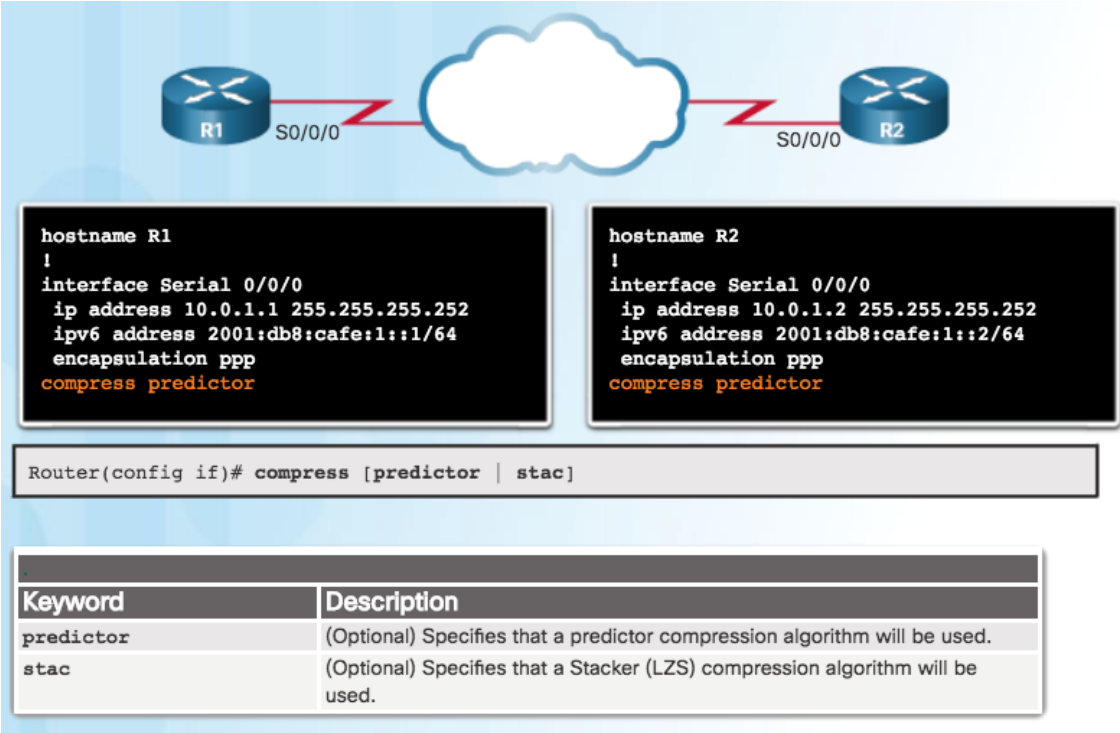 R1
S0/0/0
S0/0/0
R2
hostname R1
!
interface Serial 0/0/0
ip address 10.0.1.1 255.255.255.252
ipv6 address 2001:db8:cafe:1::1/64
encapsulation ppp
compress predictor
hostname R2
!
interface Serial 0/0/0
ip address 10.0.1.2 255.255.255.252
ipv6 address 2001:db8:cafe:1::2/64
encapsulation ppp
compress predictor
Router(config if)# compress [predictor | stac]
.
Keyword Description
predictor (Optional) Specifies that a predictor compression algorithm will be used.
stac (Optional) Specifies that a Stacker (LZS) compression algorithm will be
used.